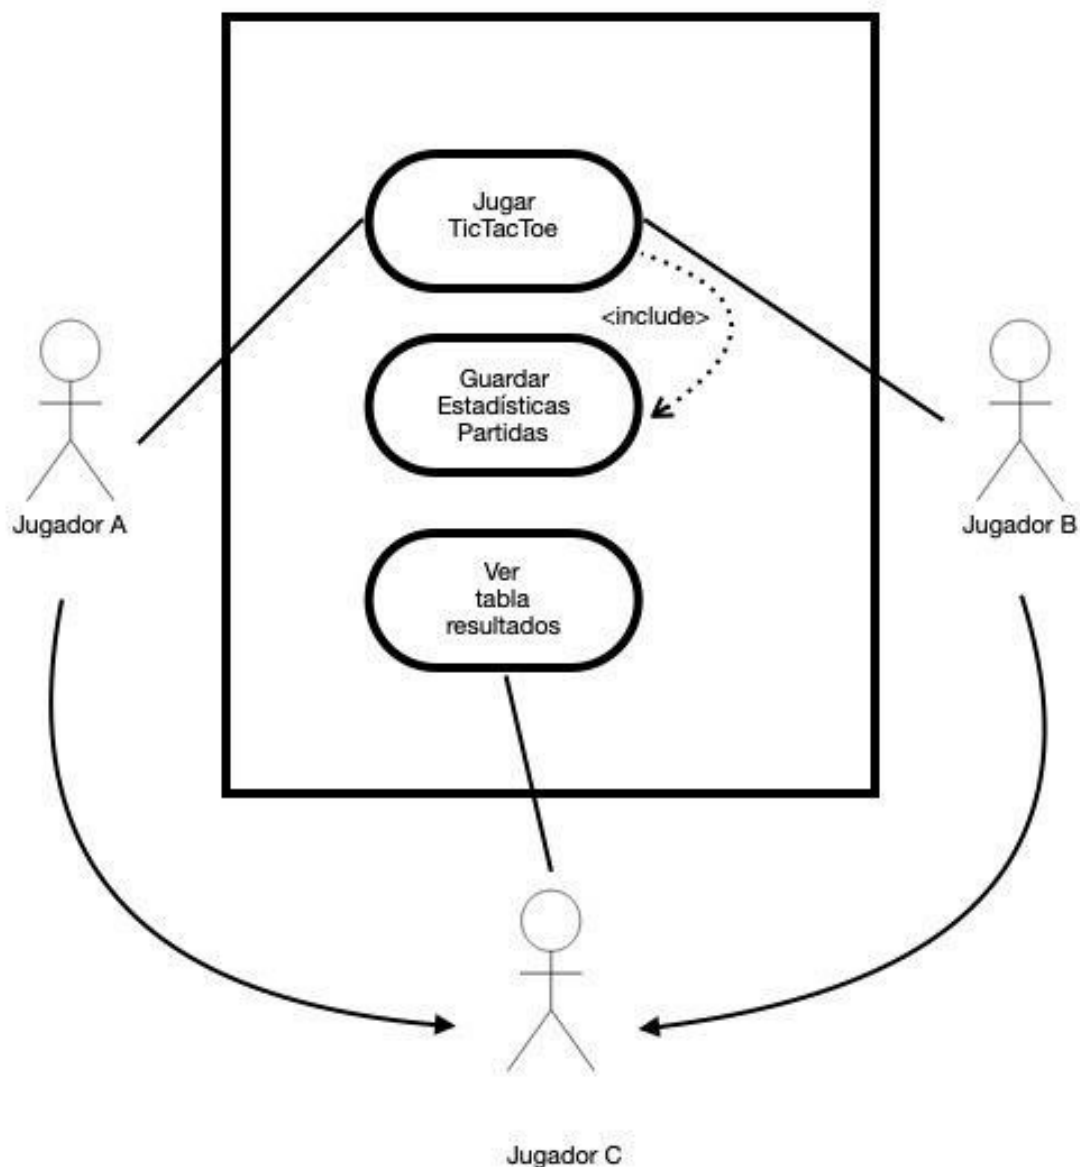 Jugar
TicTacToe
<include>
Guardar
Estadísticas
Partidas
Jugador A
Jugador B
Ver
tabla
resultados
Jugador C